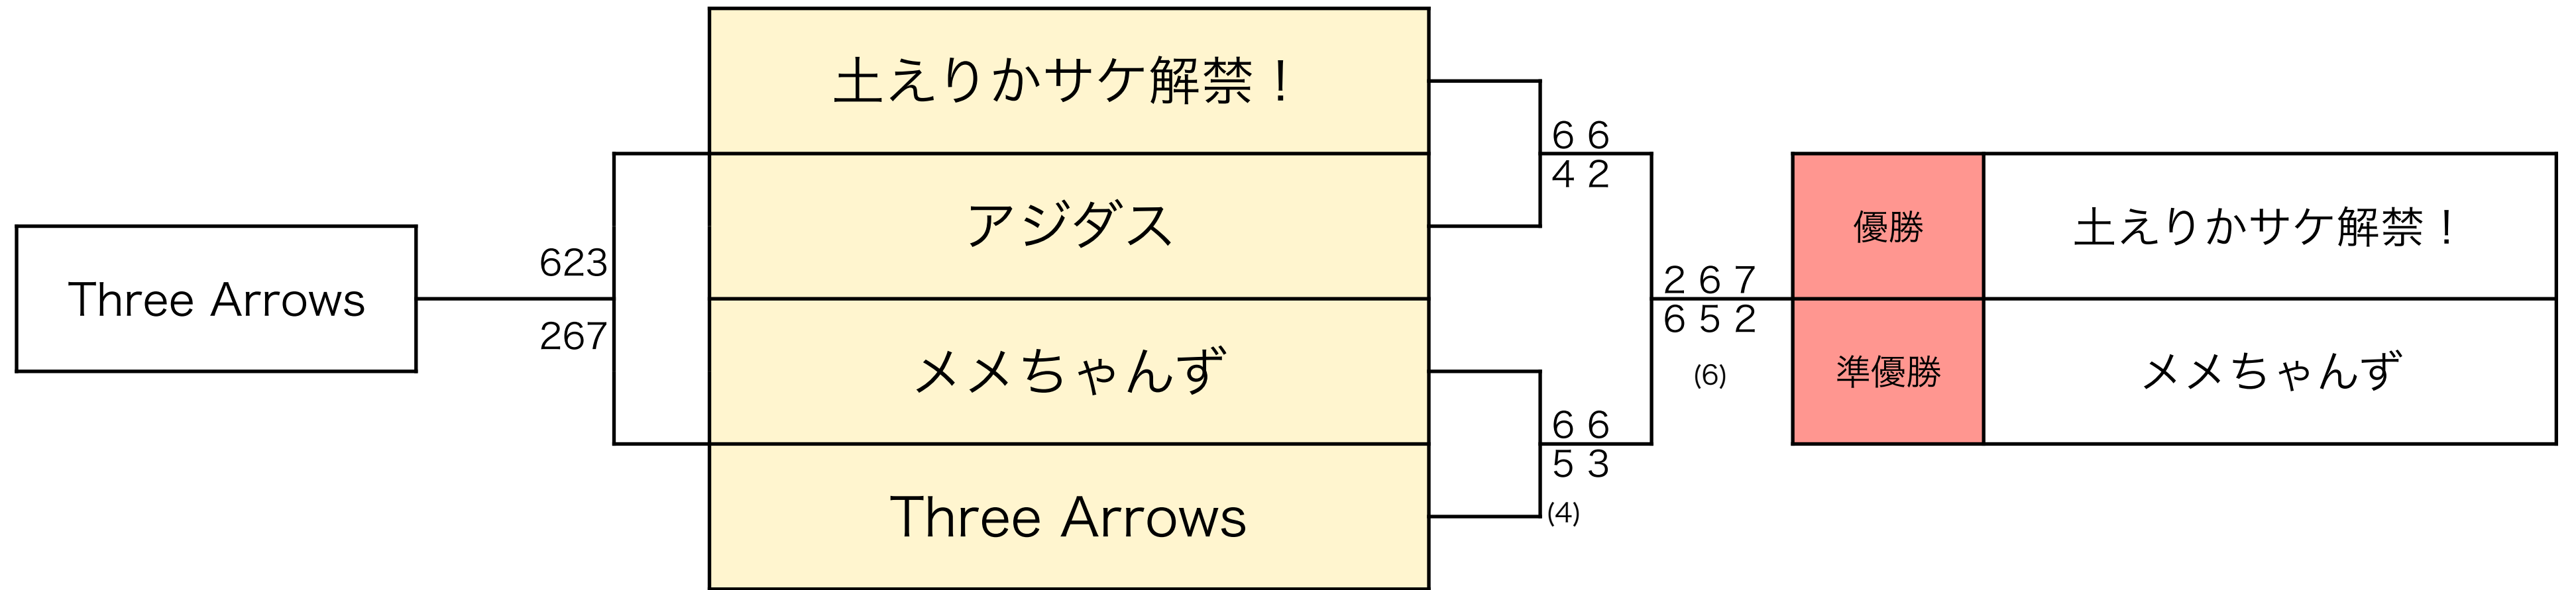 土えりかサケ解禁！
6 6
4 2
アジダス
優勝
土えりかサケ解禁！
623
Three Arrows
267
2 6 7
6 5 2
(6)
メメちゃんず
準優勝
メメちゃんず
6 6
5 3
(4)
Three Arrows